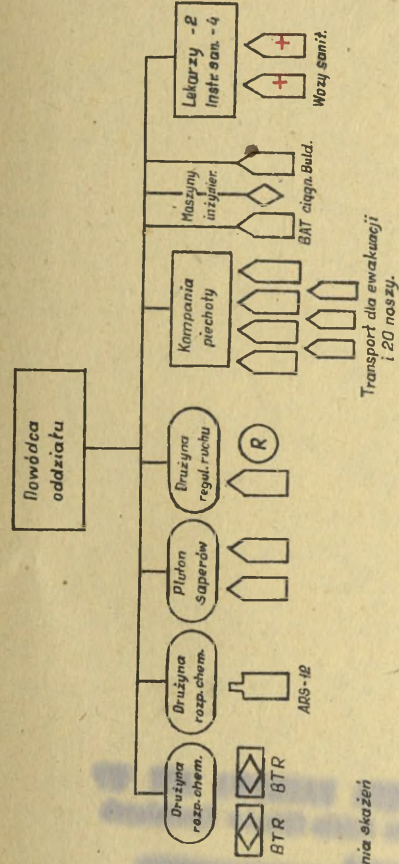 Dowódca
oddziału
Drużyna
rozp. chem.
BTR
BTR
Drużyna
rozp. chem.
ARS-12
Pluton
saperów
Drużyna
regul. ruchu
R
Kompania
piechoty
Transport dla ewakuacji
i 20 noszy.
Maszyny
inżynier.
BAT ciągn. Buld.
Lekarzy - 2
Instr. san. - 4
Wozy sanit.
nia skażeń